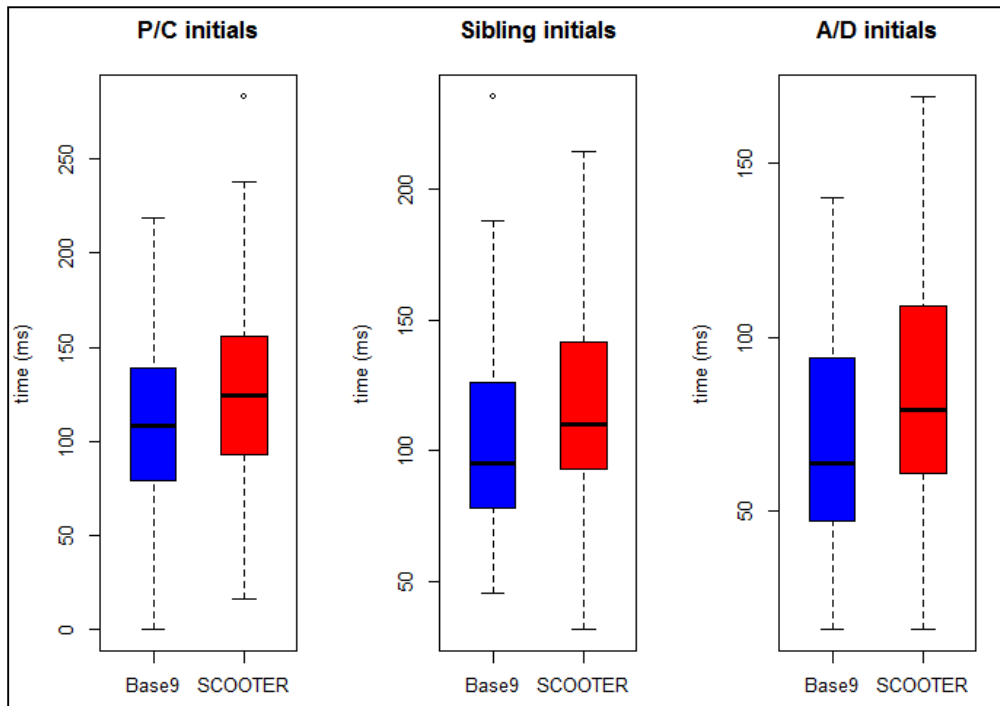 P/C initials
time (ms)
0
50
100
150
200
250
Base9 SCOOTER
Sibling initials
time (ms)
50
100
150
200
Base9 SCOOTER
A/D initials
time (ms)
50
100
150
Base9 SCOOTER